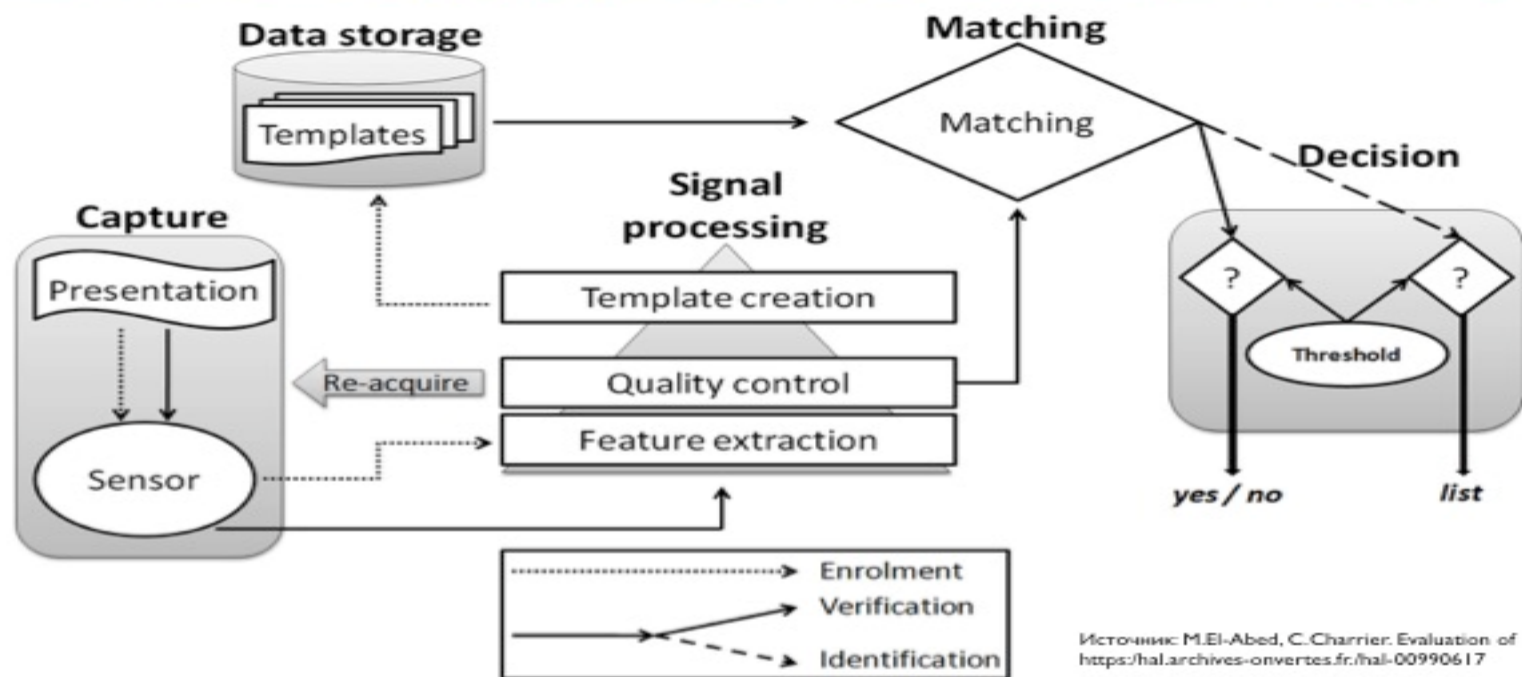 Data storage
Templates
Matching
Matching
Decision
?
?
Threshold
yes / no
list
Signal
processing
Template creation
Quality control
Feature extraction
Re-acquire
Capture
Presentation
Sensor
Enrolment
Verification
Identification
Источник: M.El-Abed, C.Charrier. Evaluation of
https:/hal.archives-onvertes.fr./hal-00990617